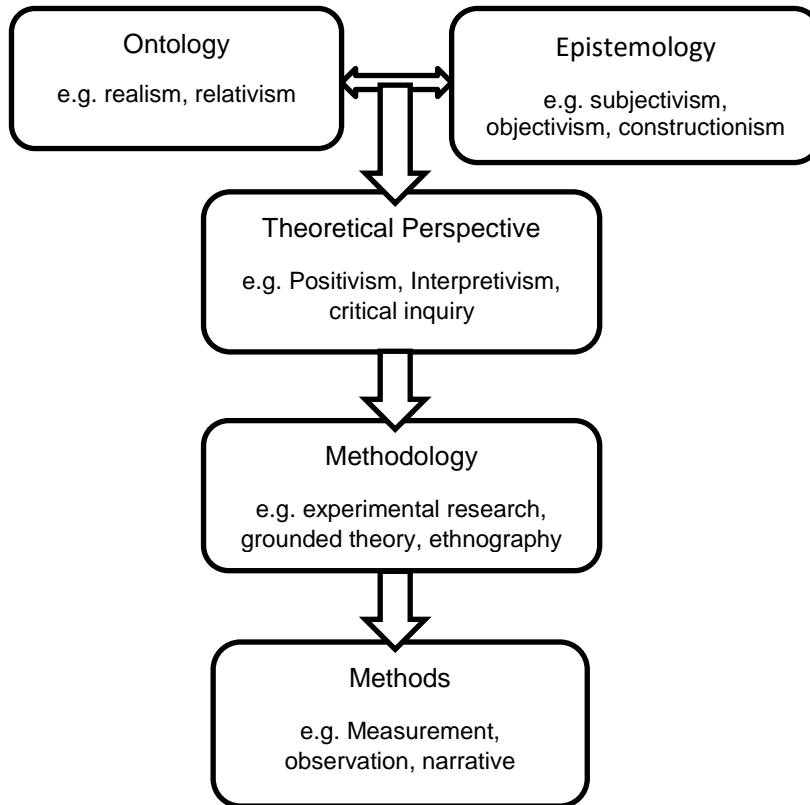 Ontology
e.g. realism, relativism
Epistemology
e.g. subjectivism,
objectivism, constructionism
Theoretical Perspective
e.g. Positivism, Interpretivism,
critical inquiry
Methodology
e.g. experimental research,
grounded theory, ethnography
Methods
e.g. Measurement,
observation, narrative